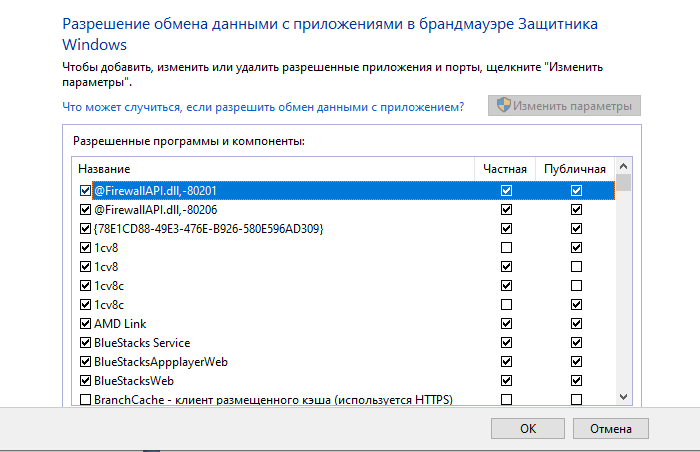 Разрешение обмена данными с приложениями в брандмауэре Защитника
Windows
Чтобы добавить, изменить или удалить разрешенные приложения и порты, щелкните "Изменить
параметры".
Что может случиться, если разрешить обмен данными с приложением?
Изменить параметры
Разрешенные программы и компоненты:
Название Частная Публичная
@FirewallAPI.dll,-80201
@FirewallAPI.dll,-80206
{78E1CD88-49E3-476E-B926-580E596AD309}
1cv8
1cv8
1cv8c
1cv8c
AMD Link
BlueStacks Service
BlueStacksAppplayerWeb
BlueStacksWeb
BranchCache - клиент размещенного кэша (используется HTTPS)
ОК Отмена